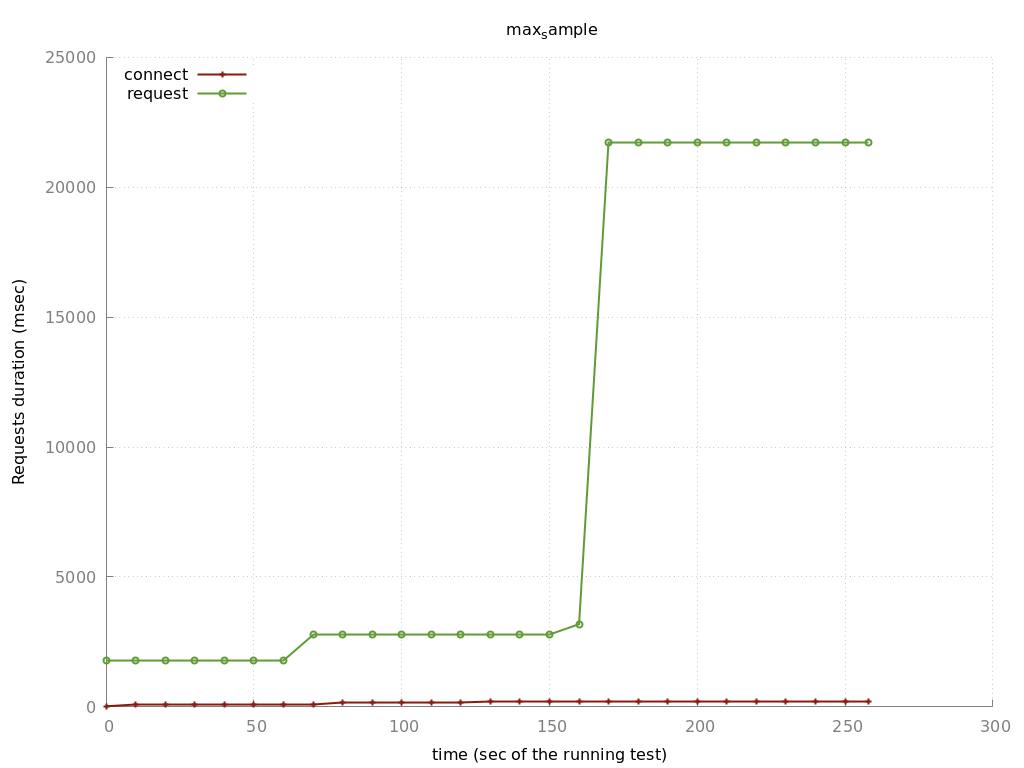 maxsample
25000
connect
request
20000
15000
Requests duration (msec)
10000
5000
0
0 50 100 150 200 250 300
time (sec of the running test)